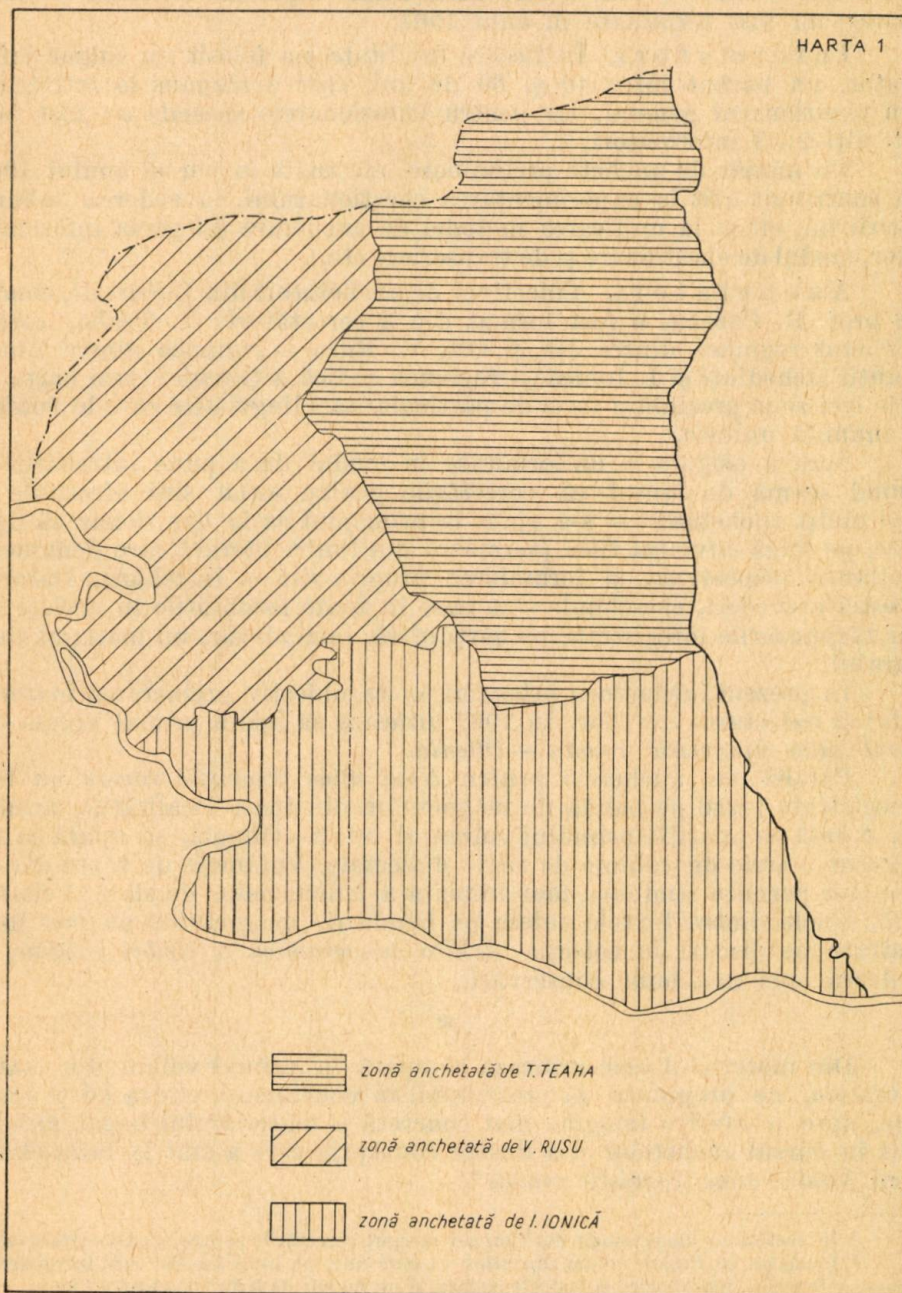 HARTA 1
zonă anchetată de T. TEAHA
zonă anchetată de V. RUSU
zonă anchetată de I. IONICĂ